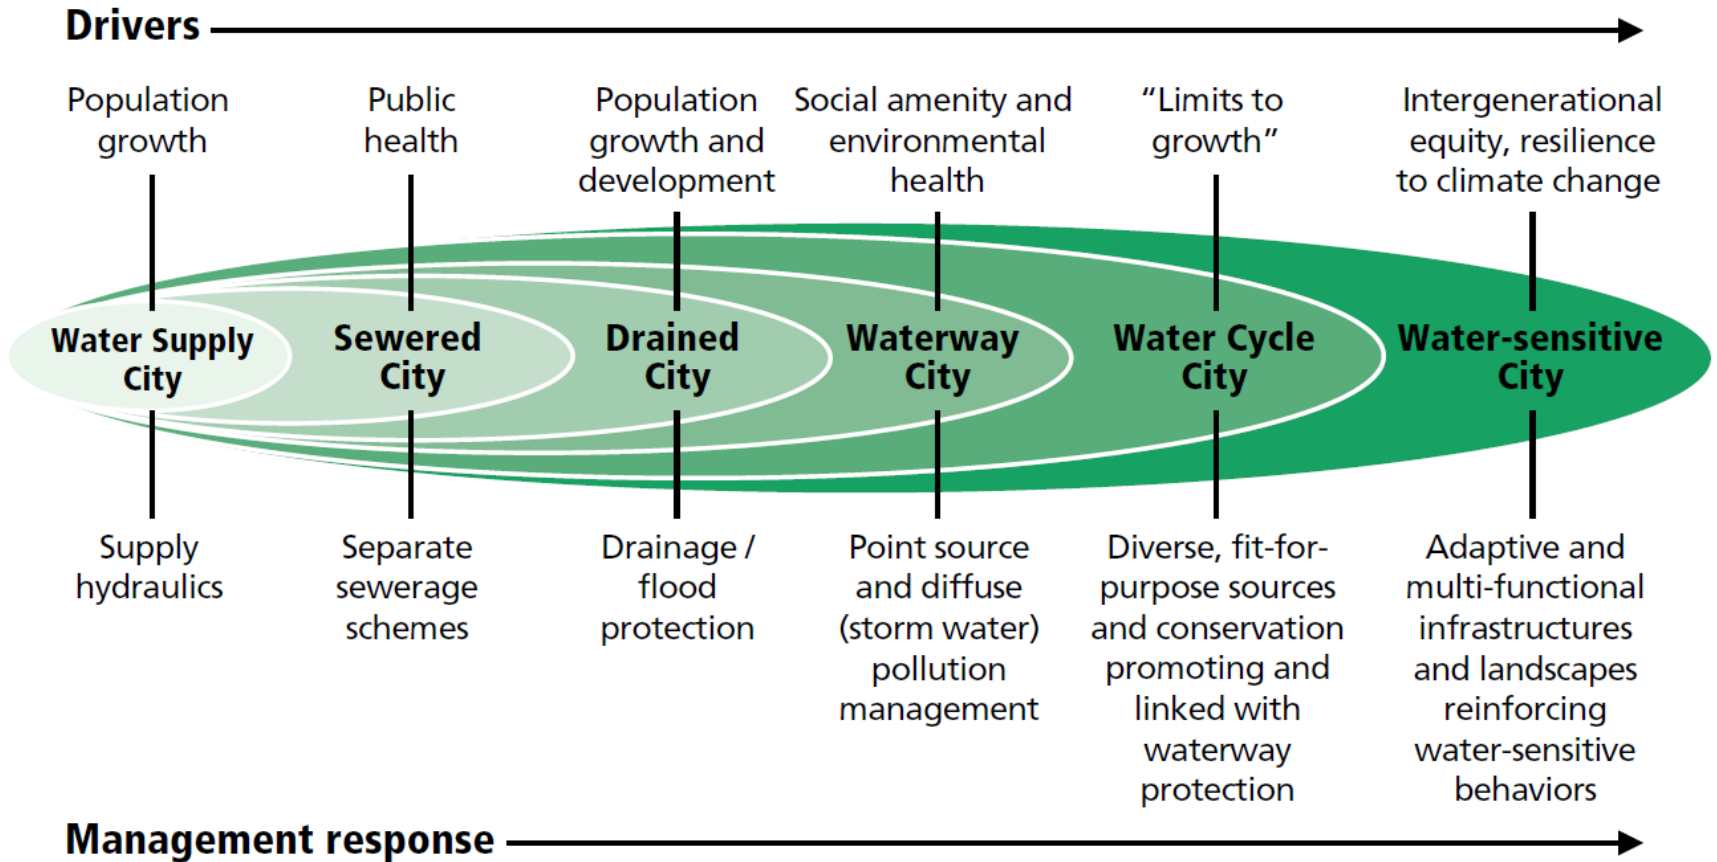 Drivers
Population
growth
Public
health
Population
growth and
development
Social amenity and
environmental
health
“Limits to
growth”
Intergenerational
equity, resilience
to climate change
Water Supply
City
Sewered
City
Drained
City
Waterway
City
Water Cycle
City
Water-sensitive
City
Supply
hydraulics
Separate
sewerage
schemes
Drainage /
flood
protection
Point source
and diffuse
(storm water)
pollution
management
Diverse, fit-for-
purpose sources
and conservation
promoting and
linked with
waterway
protection
Adaptive and
multi-functional
infrastructures
and landscapes
reinforcing
water-sensitive
behaviors
Management response